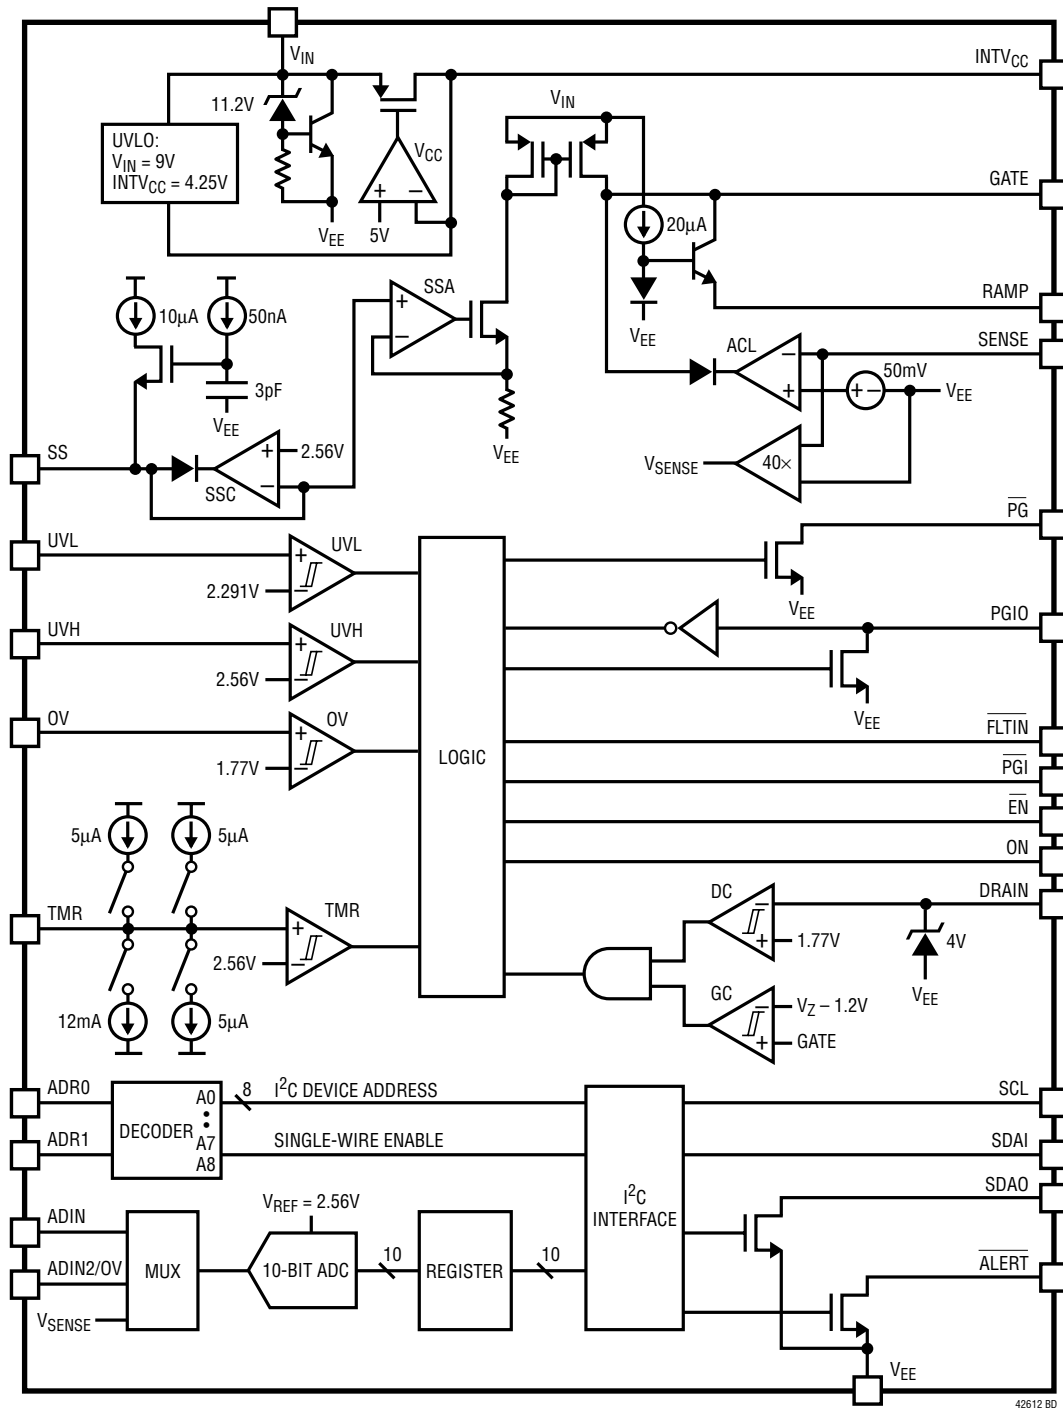 V_IN
INTV_CC
11.2V
V_IN
UVLO:
V_IN = 9V
INTV_CC = 4.25V
V_CC
+
−
V_EE
5V
GATE
20µA
SSA
+
−
RAMP
10µA
50nA
V_EE
SENSE
ACL
−
+
50mV
+ −
V_EE
3pF
V_EE
V_EE
SS
+
2.56V
−
SSC
V_SENSE
40×
P̅G̅
UVL
UVL
+
2.291V
−
V_EE
PGIO
UVH
UVH
+
2.56V
−
V_EE
OV
OV
+
1.77V
−
LOGIC
F̅L̅T̅I̅N̅
P̅G̅I̅
E̅N̅
ON
5µA
5µA
DRAIN
DC
−
+
1.77V
4V
V_EE
TMR
TMR
+
2.56V
−
12mA
5µA
GC
−
V_Z – 1.2V
+
GATE
ADR0
A0
8
I²C DEVICE ADDRESS
SCL
DECODER
ADR1
A7
A8
SINGLE-WIRE ENABLE
SDAI
I²C
INTERFACE
SDAO
V_REF = 2.56V
ADIN
ADIN2/OV
MUX
10-BIT ADC
10
REGISTER
10
A̅L̅E̅R̅T̅
V_SENSE
V_EE
42612 BD